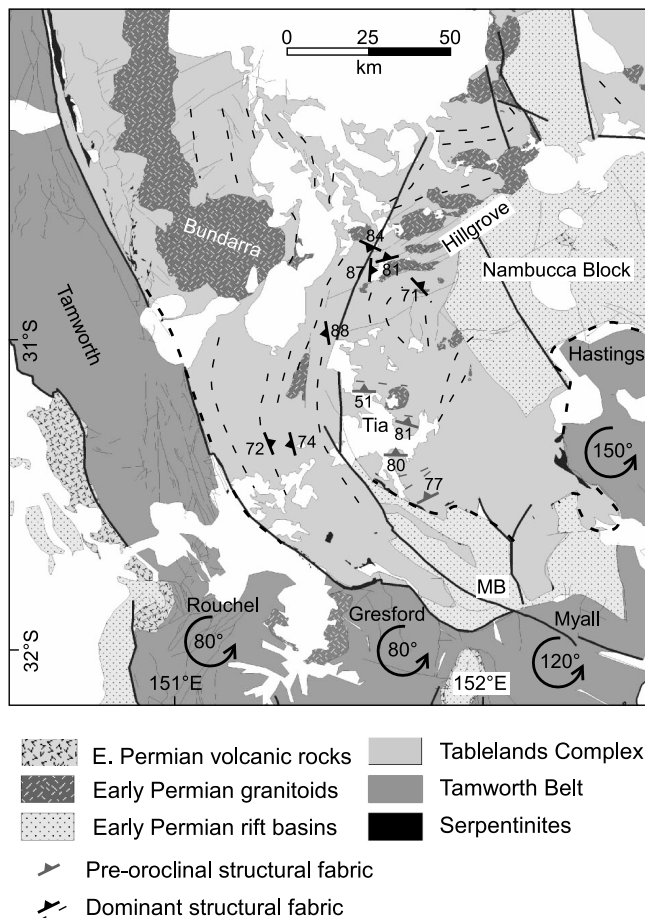 0 25 50
km
Bundarra
84
Hillgrove
87 81
71
Nambucca Block
Tamworth
31°S
88
Hastings
51
Tia
81
150°
72 74
80
77
MB
Rouchel
Gresford
Myall
80°
80°
120°
32°S
151°E
152°E
E. Permian volcanic rocks
Tablelands Complex
Early Permian granitoids
Tamworth Belt
Early Permian rift basins
Serpentinites
Pre-oroclinal structural fabric
Dominant structural fabric